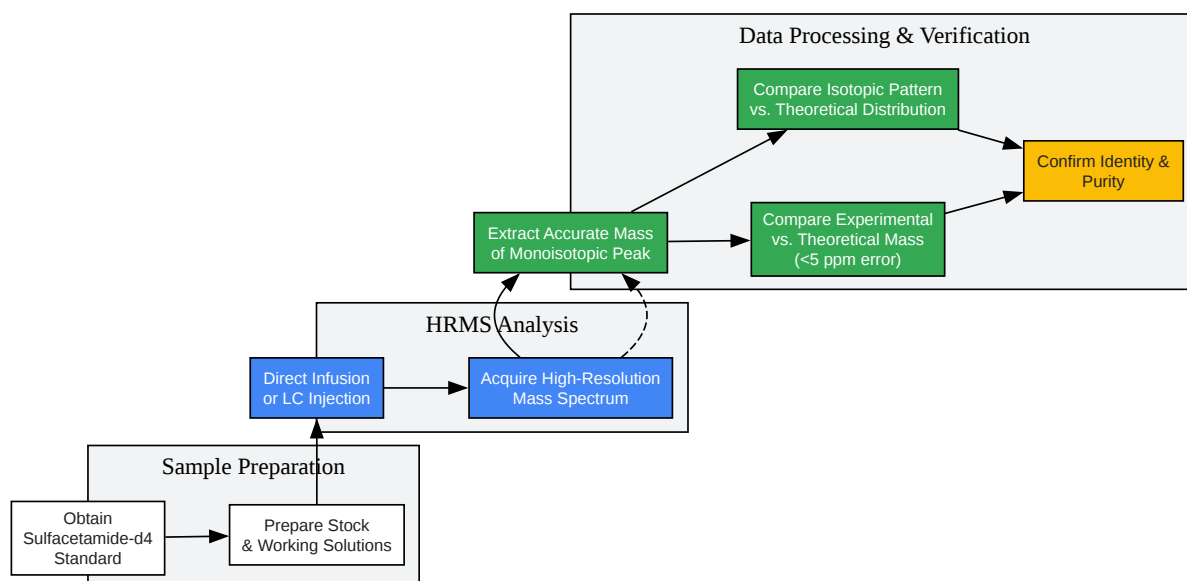 Data Processing & Verification
Compare Isotopic Pattern
vs. Theoretical Distribution
Confirm Identity &
Purity
Extract Accurate Mass
of Monoisotopic Peak
Compare Experimental
vs. Theoretical Mass
(<5 ppm error)
HRMS Analysis
Direct Infusion
or LC Injection
Acquire High-Resolution
Mass Spectrum
Sample Preparation
Obtain
Sulfacetamide-d4
Standard
Prepare Stock
& Working Solutions